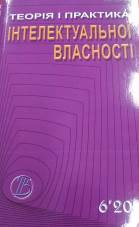 ТЕОРІЯ І ПРАКТИКА
ІНТЕЛЕКТУАЛЬНОЇ
ВЛАСНОСТІ
6'20